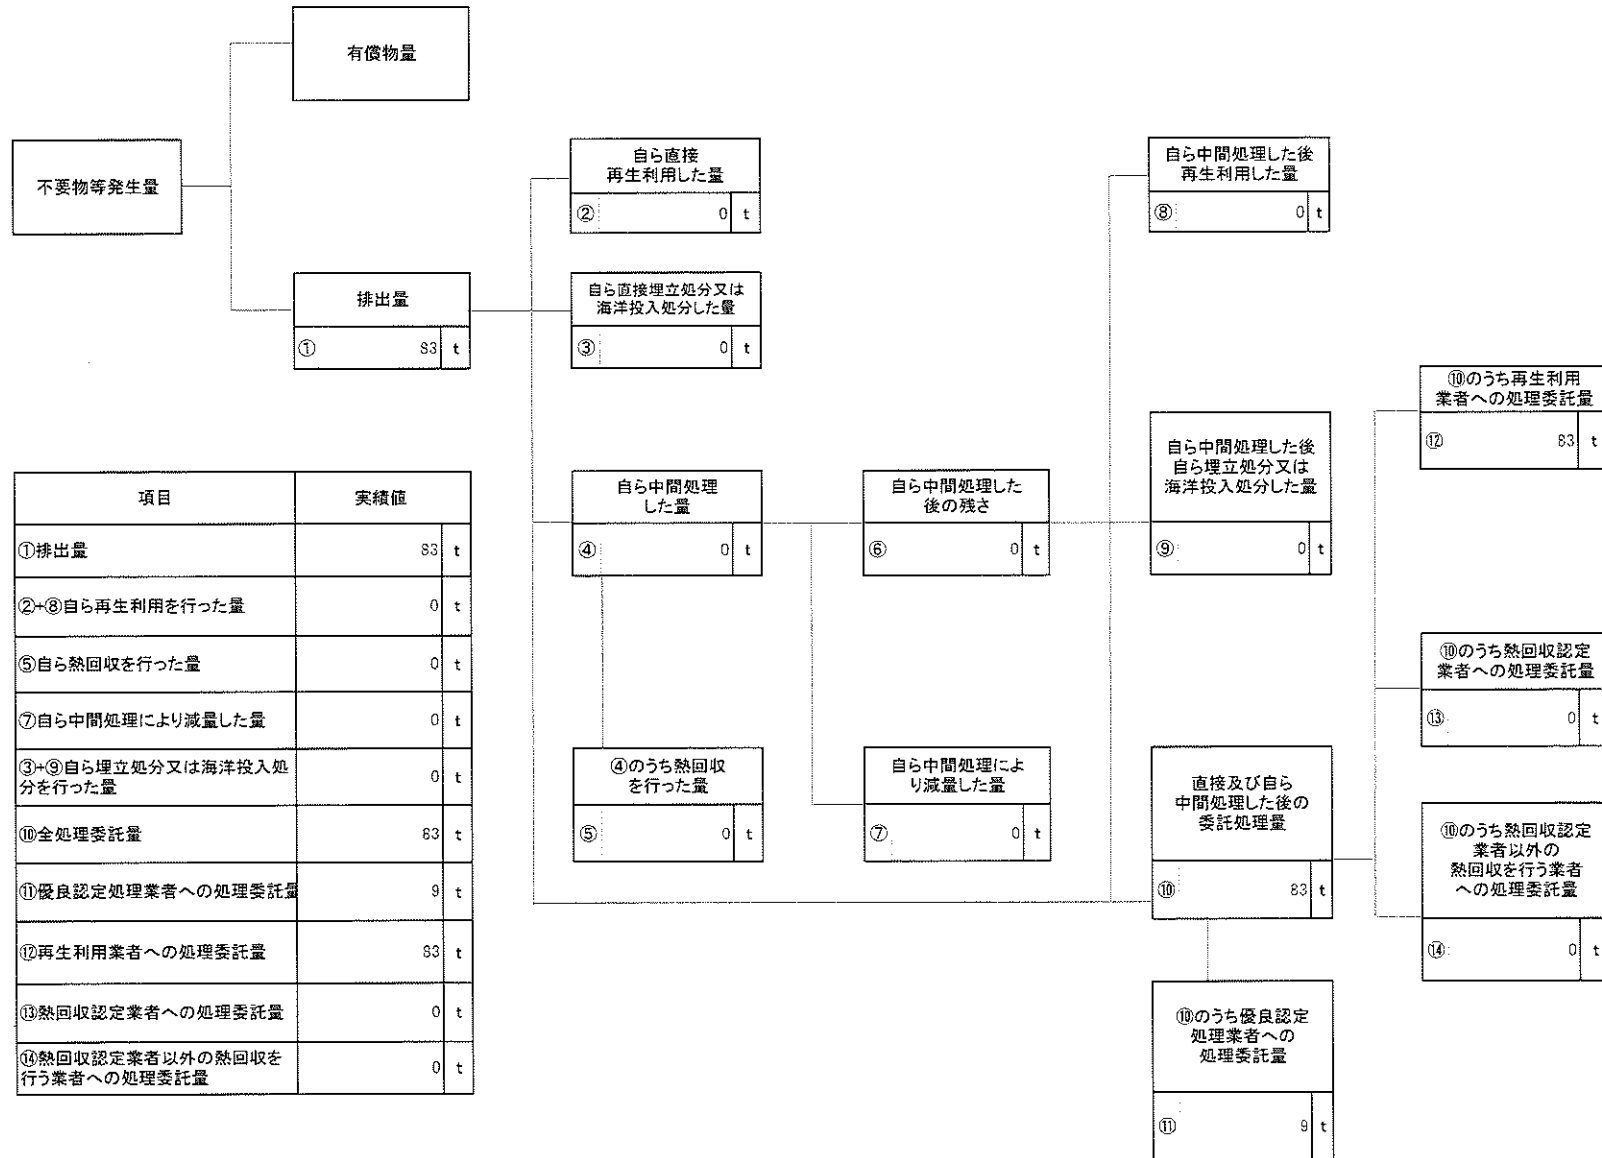 有償物量
不要物等発生量
排出量
① 83 t
自ら直接
再生利用した量
② 0 t
自ら直接埋立処分又は
海洋投入処分した量
③ 0 t
自ら中間処理
した量
④ 0 t
④のうち熱回収
を行った量
⑤ 0 t
自ら中間処理した
後の残さ
⑥ 0 t
自ら中間処理によ
り減量した量
⑦ 0 t
自ら中間処理した後
再生利用した量
⑧ 0 t
自ら中間処理した後
自ら埋立処分又は
海洋投入処分した量
⑨ 0 t
直接及び自ら
中間処理した後の
委託処理量
⑩ 83 t
⑩のうち優良認定
処理業者への
処理委託量
⑪ 9 t
⑩のうち再生利用
業者への処理委託量
⑫ 83 t
⑩のうち熱回収認定
業者への処理委託量
⑬ 0 t
⑩のうち熱回収認定
業者以外の
熱回収を行う業者
への処理委託量
⑭ 0 t
項目 実績値
①排出量 83 t
②+⑧自ら再生利用を行った量 0 t
⑤自ら熱回収を行った量 0 t
⑦自ら中間処理により減量した量 0 t
③+⑨自ら埋立処分又は海洋投入処
分を行った量 0 t
⑩全処理委託量 83 t
⑪優良認定処理業者への処理委託量 9 t
⑫再生利用業者への処理委託量 83 t
⑬熱回収認定業者への処理委託量 0 t
⑭熱回収認定業者以外の熱回収を
行う業者への処理委託量 0 t